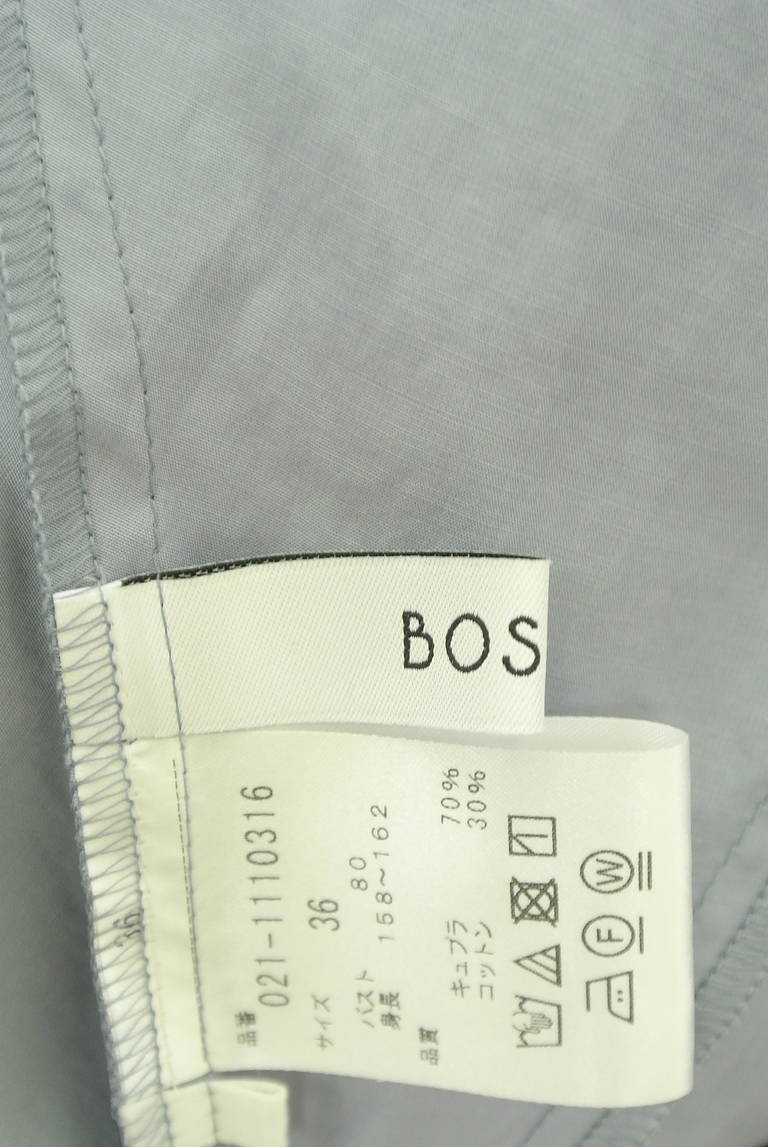 BOS
品番
021-1110316
サイズ 36
バスト 80
身長 158~162
品質
キュプラ 70%
コットン 30%
F W
36